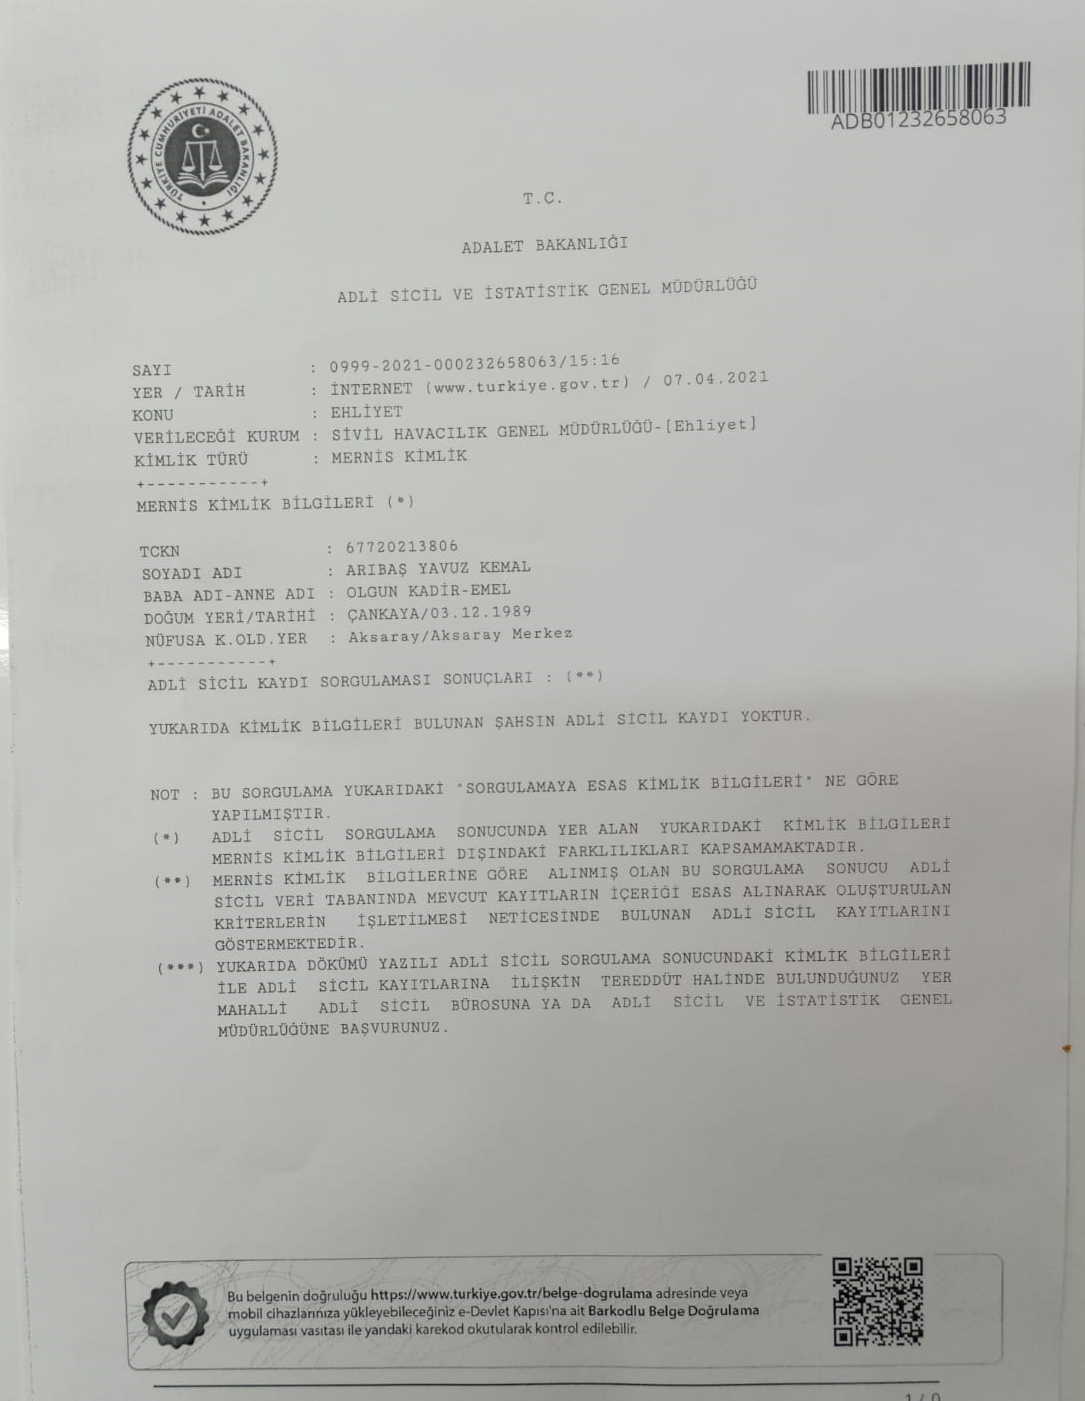 TÜRKİYE CUMHURİYETİ ADALET BAKANLIĞI
ADB01232658063
T.C.
ADALET BAKANLIĞI
ADLİ SİCİL VE İSTATİSTİK GENEL MÜDÜRLÜĞÜ
SAYI : 0999-2021-000232658063/15:16
YER / TARİH : İNTERNET (www.turkiye.gov.tr) / 07.04.2021
KONU : EHLİYET
VERİLECEĞİ KURUM : SİVİL HAVACILIK GENEL MÜDÜRLÜĞÜ-[Ehliyet]
KİMLİK TÜRÜ : MERNİS KİMLİK
+-----------+
MERNİS KİMLİK BİLGİLERİ (*)
TCKN : 67720213806
SOYADI ADI : ARIBAŞ YAVUZ KEMAL
BABA ADI-ANNE ADI : OLGUN KADİR-EMEL
DOĞUM YERİ/TARİHİ : ÇANKAYA/03.12.1989
NÜFUSA K.OLD.YER : Aksaray/Aksaray Merkez
+-----------+
ADLİ SİCİL KAYDI SORGULAMASI SONUÇLARI : (**)
YUKARIDA KİMLİK BİLGİLERİ BULUNAN ŞAHSIN ADLİ SİCİL KAYDI YOKTUR.
NOT : BU SORGULAMA YUKARIDAKİ "SORGULAMAYA ESAS KİMLİK BİLGİLERİ" NE GÖRE
YAPILMIŞTIR.
(*) ADLİ SİCİL SORGULAMA SONUCUNDA YER ALAN YUKARIDAKİ KİMLİK BİLGİLERİ
MERNİS KİMLİK BİLGİLERİ DIŞINDAKİ FARKLILIKLARI KAPSAMAMAKTADIR.
(**) MERNİS KİMLİK BİLGİLERİNE GÖRE ALINMIŞ OLAN BU SORGULAMA SONUCU ADLİ
SİCİL VERİ TABANINDA MEVCUT KAYITLARIN İÇERİĞİ ESAS ALINARAK OLUŞTURULAN
KRİTERLERİN İŞLETİLMESİ NETİCESİNDE BULUNAN ADLİ SİCİL KAYITLARINI
GÖSTERMEKTEDİR.
(***) YUKARIDA DÖKÜMÜ YAZILI ADLİ SİCİL SORGULAMA SONUCUNDAKİ KİMLİK BİLGİLERİ
İLE ADLİ SİCİL KAYITLARINA İLİŞKİN TEREDDÜT HALİNDE BULUNDUĞUNUZ YER
MAHALLİ ADLİ SİCİL BÜROSUNA YA DA ADLİ SİCİL VE İSTATİSTİK GENEL
MÜDÜRLÜĞÜNE BAŞVURUNUZ.
Bu belgenin doğruluğu https://www.turkiye.gov.tr/belge-dogrulama adresinde veya
mobil cihazlarınıza yükleyebileceğiniz e-Devlet Kapısı'na ait Barkodlu Belge Doğrulama
uygulaması vasıtası ile yandaki karekod okutularak kontrol edilebilir.